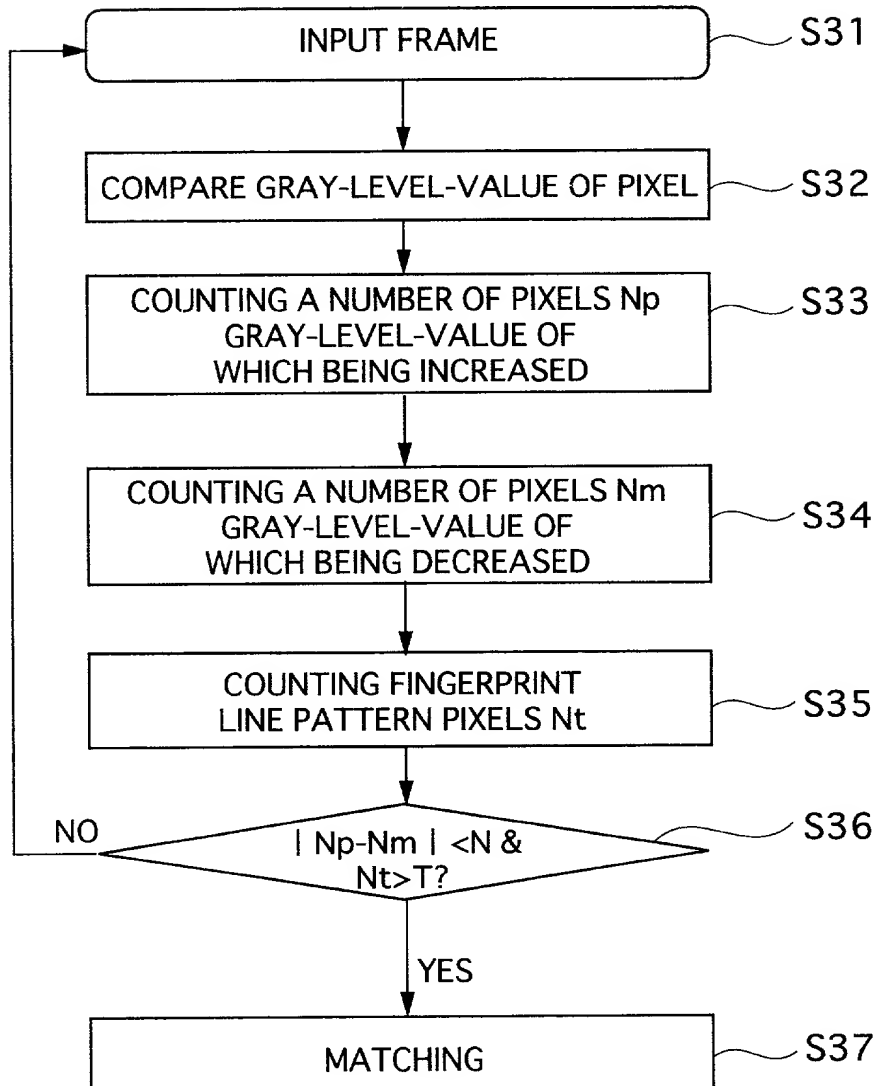 INPUT FRAME
S31
COMPARE GRAY-LEVEL-VALUE OF PIXEL
S32
COUNTING A NUMBER OF PIXELS Np
GRAY-LEVEL-VALUE OF
WHICH BEING INCREASED
S33
COUNTING A NUMBER OF PIXELS Nm
GRAY-LEVEL-VALUE OF
WHICH BEING DECREASED
S34
COUNTING FINGERPRINT
LINE PATTERN PIXELS Nt
S35
NO
| Np-Nm | <N &
Nt>T?
S36
YES
MATCHING
S37